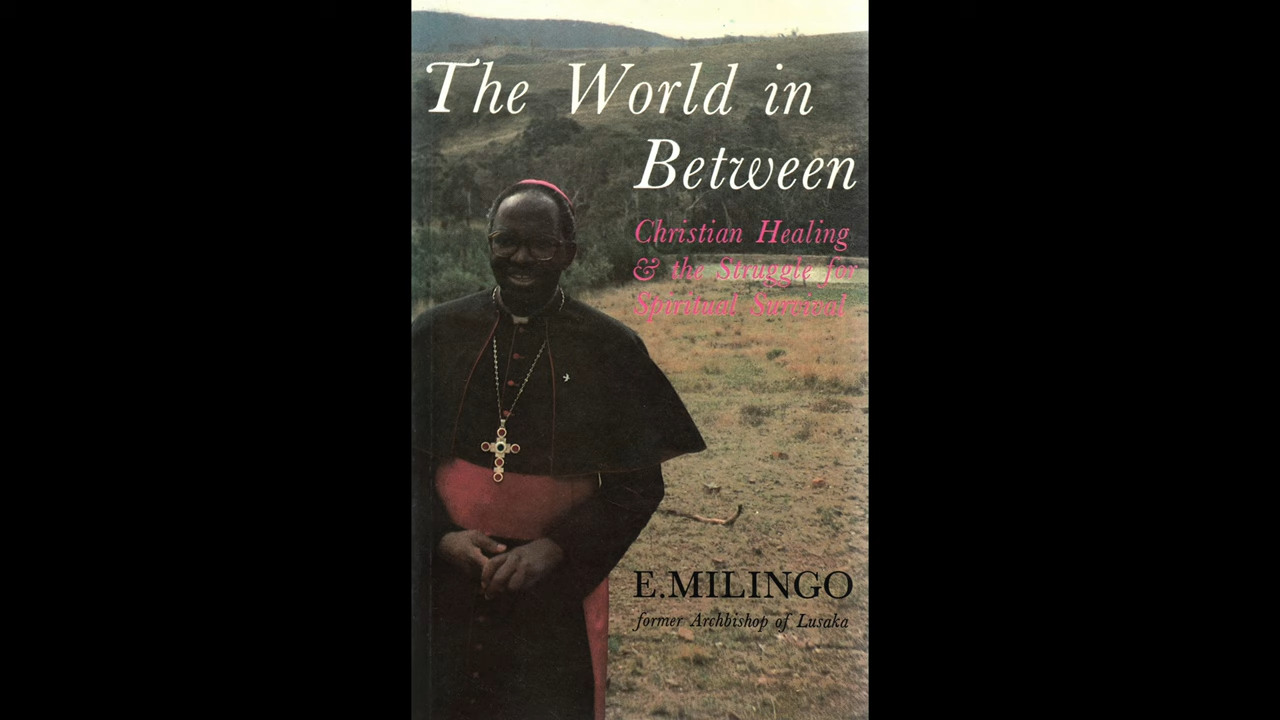 The World in
Between
Christian Healing
& the Struggle for
Spiritual Survival
E.MILINGO
former Archbishop of Lusaka